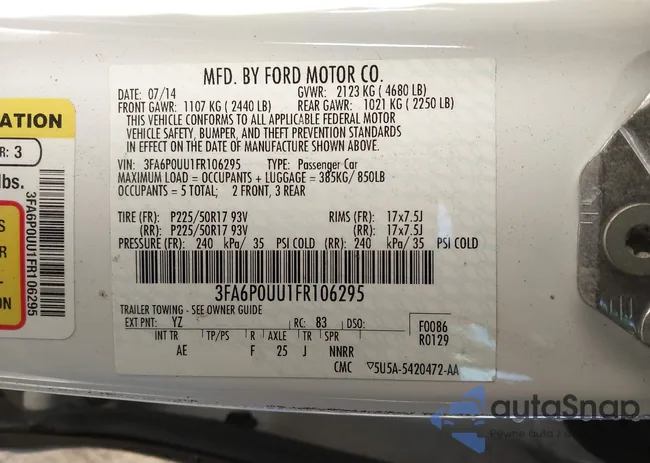 MFD. BY FORD MOTOR CO.
DATE: 07/14 GVWR: 2123 KG ( 4680 LB)
FRONT GAWR: 1107 KG ( 2440 LB) REAR GAWR: 1021 KG ( 2250 LB)
THIS VEHICLE CONFORMS TO ALL APPLICABLE FEDERAL MOTOR
VEHICLE SAFETY, BUMPER, AND THEFT PREVENTION STANDARDS
IN EFFECT ON THE DATE OF MANUFACTURE SHOWN ABOVE.
VIN: 3FA6P0UU1FR106295 TYPE: Passenger Car
MAXIMUM LOAD = OCCUPANTS + LUGGAGE = 385KG/ 850LB
OCCUPANTS = 5 TOTAL; 2 FRONT, 3 REAR
TIRE (FR): P225/50R17 93V RIMS (FR): 17x7.5J
(RR): P225/50R17 93V (RR): 17x7.5J
PRESSURE (FR): 240 kPa/ 35 PSI COLD (RR): 240 kPa/ 35 PSI COLD
3FA6P0UU1FR106295
TRAILER TOWING - SEE OWNER GUIDE
EXT PNT: YZ RC: 83 DSO:
INT TR TP/PS R AXLE TR SPR
AE F 25 J NNRR
F0086
R0129
CMC ▽5U5A-5420472-AA
ATION
R: 3
lbs.
S
R
ON
3FA6P0UU1FR106295
autoSnap
Pewne auta z U